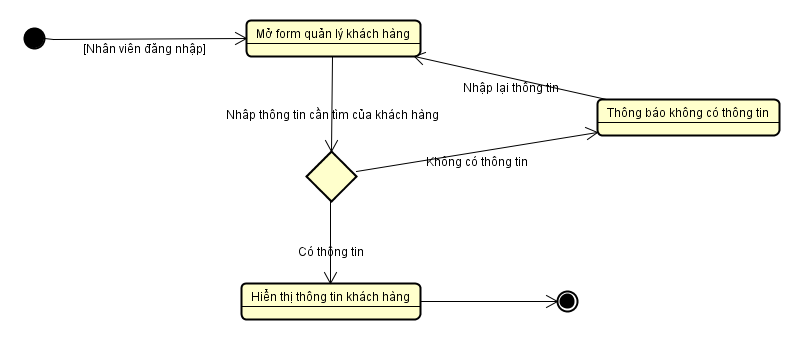 Mở form quản lý khách hàng
[Nhân viên đăng nhập]
Nhập lại thông tin
Thông báo không có thông tin
Nhâp thông tin cần tìm của khách hàng
Không có thông tin
Có thông tin
Hiển thị thông tin khách hàng